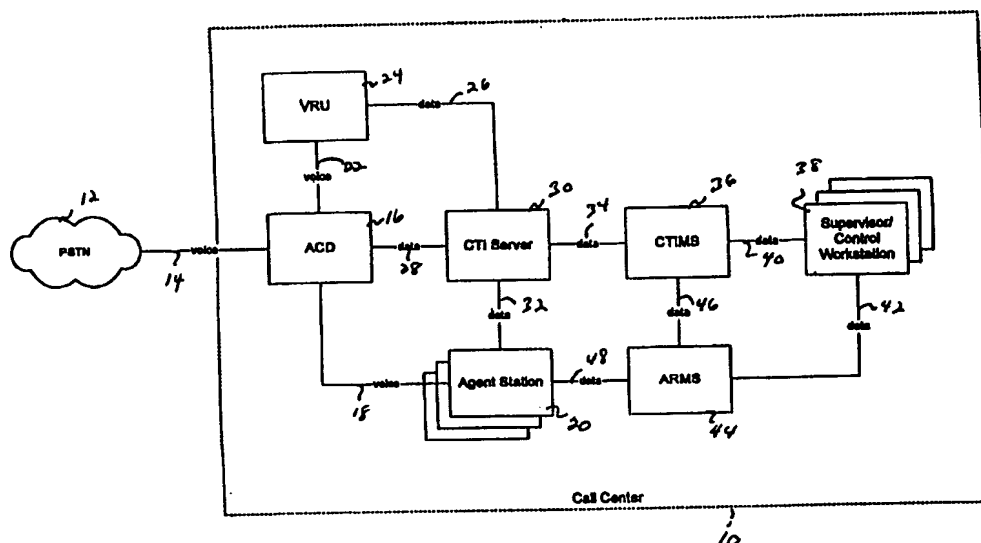 24
VRU
data
26
22
voice
12
PSTN
voice
14
16
ACD
data
28
30
CTI Server
34
data
36
CTIMS
data
40
38
Supervisor/
Control
Workstation
32
data
46
data
42
data
voice
18
Agent Station
20
48
data
ARMS
44
Call Center
10